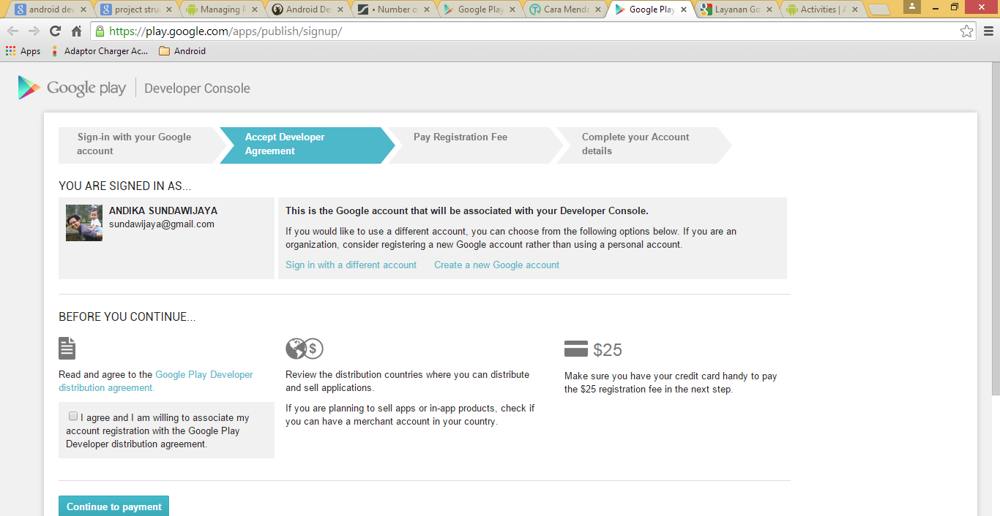 android dev
project stru
Managing P
Android De
• Number o
Google Play
Cara Menda
Google Play
Layanan Go
Activities | A
https://play.google.com/apps/publish/signup/
Apps
Adaptor Charger Ac...
Android
Google play
Developer Console
Sign-in with your Google
account
Accept Developer
Agreement
Pay Registration Fee
Complete your Account
details
YOU ARE SIGNED IN AS...
ANDIKA SUNDAWIJAYA
sundawijaya@gmail.com
This is the Google account that will be associated with your Developer Console.
If you would like to use a different account, you can choose from the following options below. If you are an
organization, consider registering a new Google account rather than using a personal account.
Sign in with a different account
Create a new Google account
BEFORE YOU CONTINUE...
Read and agree to the Google Play Developer
distribution agreement.
I agree and I am willing to associate my
account registration with the Google Play
Developer distribution agreement.
$
Review the distribution countries where you can distribute
and sell applications.
If you are planning to sell apps or in-app products, check if
you can have a merchant account in your country.
$25
Make sure you have your credit card handy to pay
the $25 registration fee in the next step.
Continue to payment